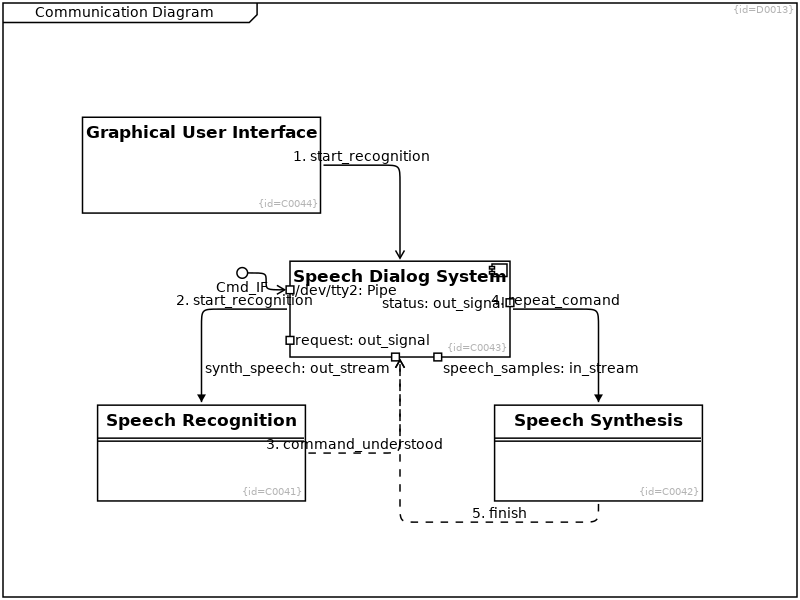 Communication Diagram
{id=D0013}
Graphical User Interface
{id=C0044}
1. start_recognition
Speech Dialog System
Cmd_IF
/dev/tty2: Pipe
2. start_recognition
status: out_signal
4. repeat_comand
request: out_signal
{id=C0043}
synth_speech: out_stream
speech_samples: in_stream
Speech Recognition
{id=C0041}
Speech Synthesis
{id=C0042}
3. command_understood
5. finish